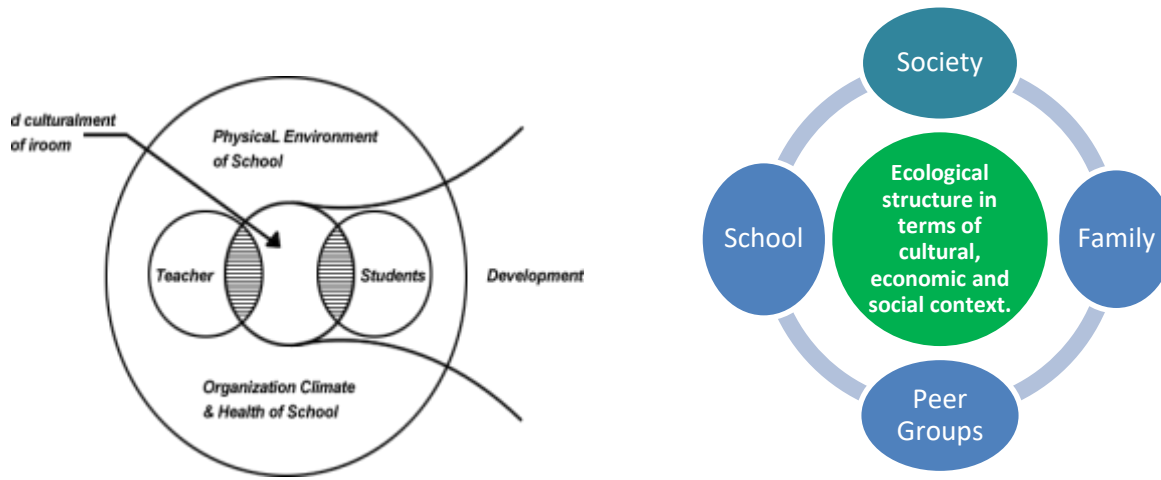 d culturalment
of iroom
PhysicaL Environment
of School
Teacher
Students
Development
Organization Climate
& Health of School
Society
School
Ecological
structure in
terms of
cultural,
economic and
social context.
Family
Peer
Groups